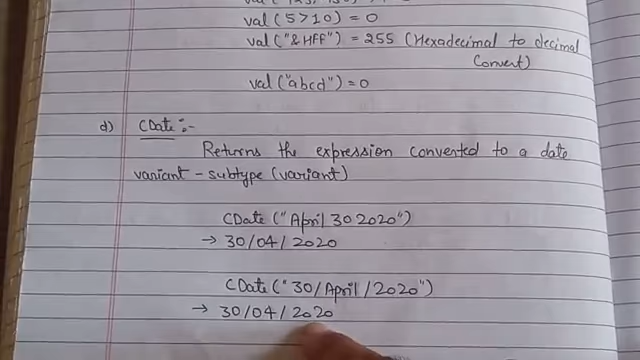 val (5>10) = 0
val ("&HFF") = 255 (Hexadecimal to decimal
Convert)
val ("abcd") = 0
d) CDate :-
Returns the expression converted to a date
variant - subtype (variant)
CDate ("April 30 2020")
→ 30/04/2020
CDate ("30/April/2020")
→ 30/04/2020